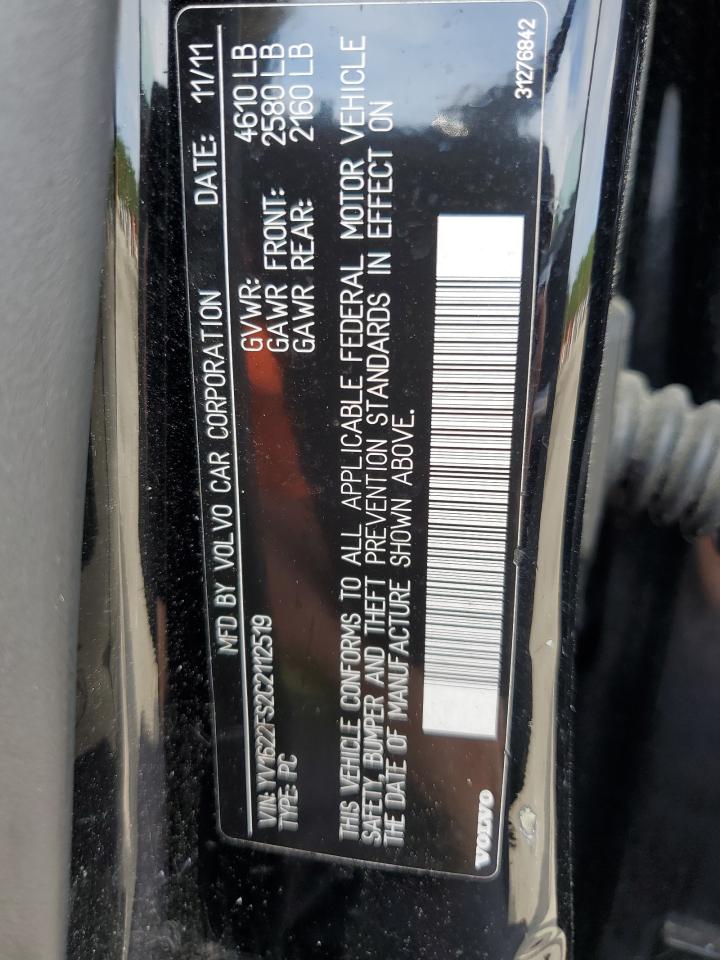 MFD BY VOLVO CAR CORPORATION DATE: 11/11
GVWR: 4610 LB
VIN: YV1622FS2C2112519 GAWR FRONT: 2580 LB
TYPE: PC GAWR REAR: 2160 LB
THIS VEHICLE CONFORMS TO ALL APPLICABLE FEDERAL MOTOR VEHICLE
SAFETY, BUMPER AND THEFT PREVENTION STANDARDS IN EFFECT ON
THE DATE OF MANUFACTURE SHOWN ABOVE.
VOLVO 31276842